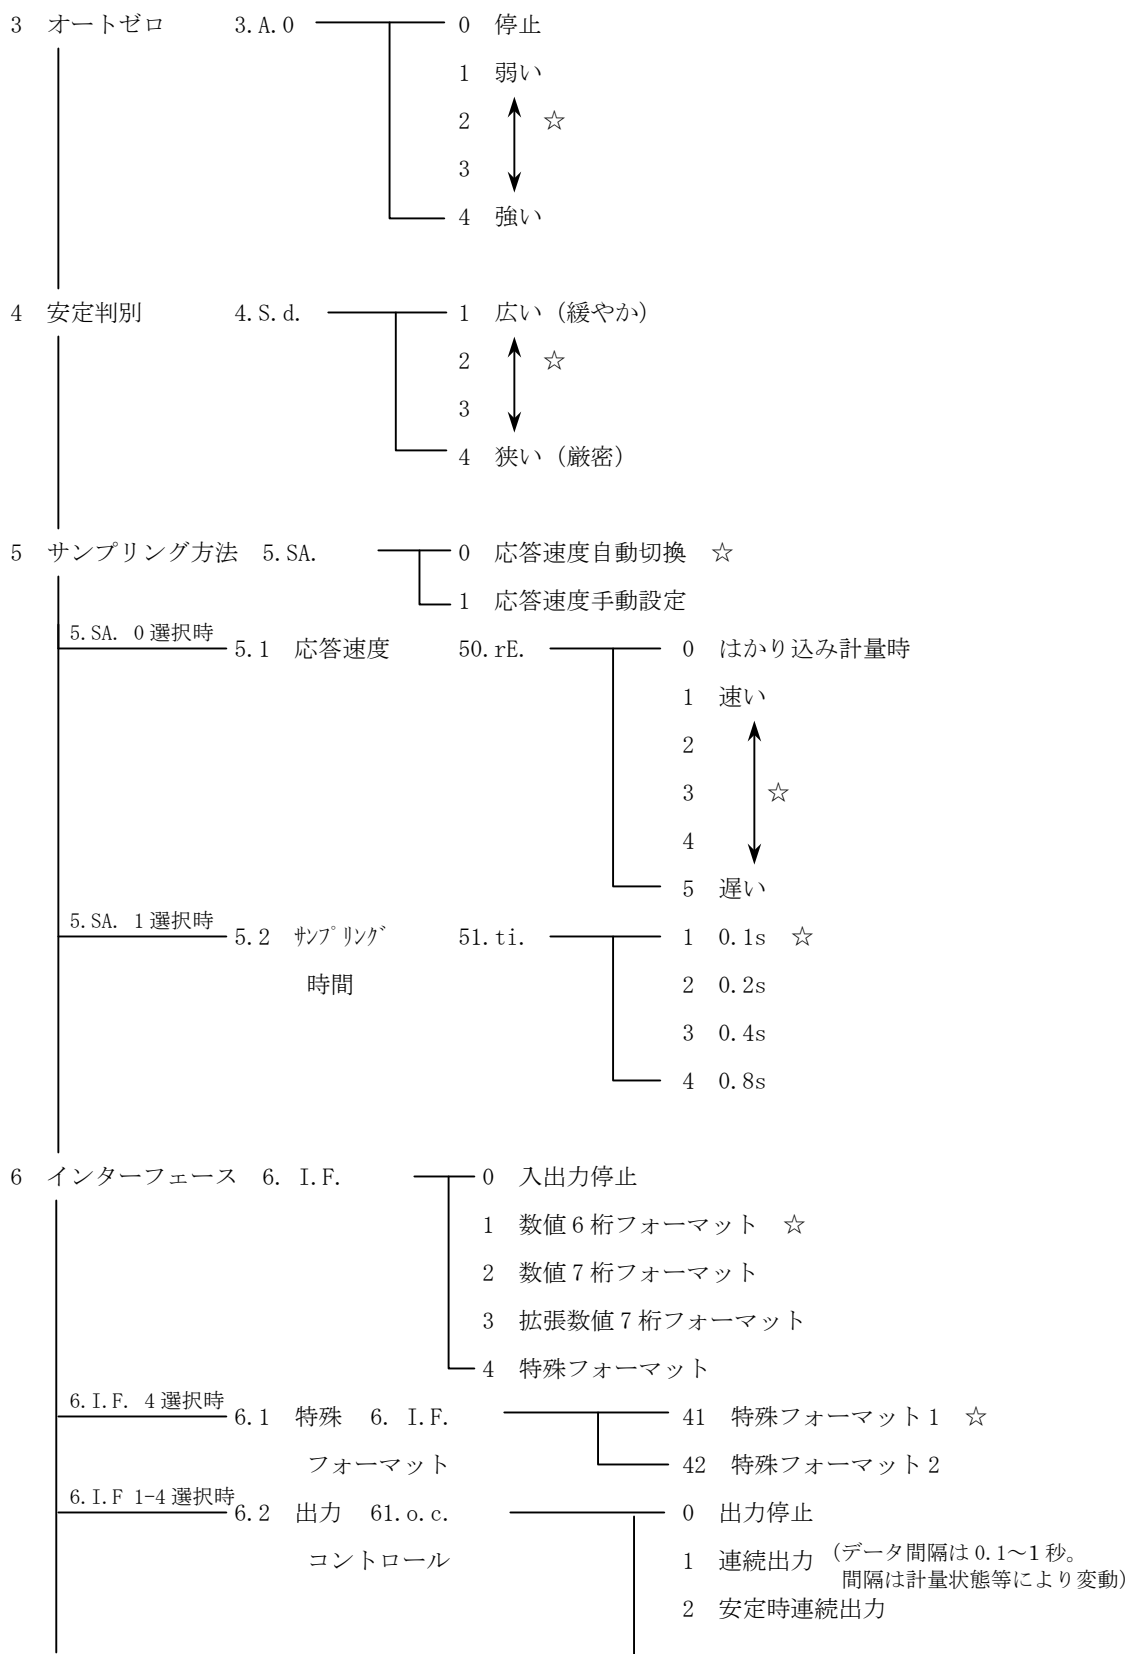 3 オートゼロ 3.A.0 0 停止
1 弱い
2 ☆
3
4 強い
4 安定判別 4.S.d. 1 広い（緩やか）
2 ☆
3
4 狭い（厳密）
5 サンプリング方法 5.SA. 0 応答速度自動切換 ☆
1 応答速度手動設定
5.SA. 0選択時 5.1 応答速度 50.rE. 0 はかり込み計量時
1 速い
2
3 ☆
4
5 遅い
5.SA. 1選択時 5.2 ｻﾝﾌﾟﾘﾝｸﾞ 51.ti. 1 0.1s ☆
時間 2 0.2s
3 0.4s
4 0.8s
6 インターフェース 6. I.F. 0 入出力停止
1 数値6桁フォーマット ☆
2 数値7桁フォーマット
3 拡張数値7桁フォーマット
4 特殊フォーマット
6.I.F. 4選択時 6.1 特殊 6. I.F. 41 特殊フォーマット1 ☆
フォーマット 42 特殊フォーマット2
6.I.F 1-4選択時 6.2 出力 61.o.c. 0 出力停止
コントロール 1 連続出力 （データ間隔は0.1～1秒。
間隔は計量状態等により変動）
2 安定時連続出力